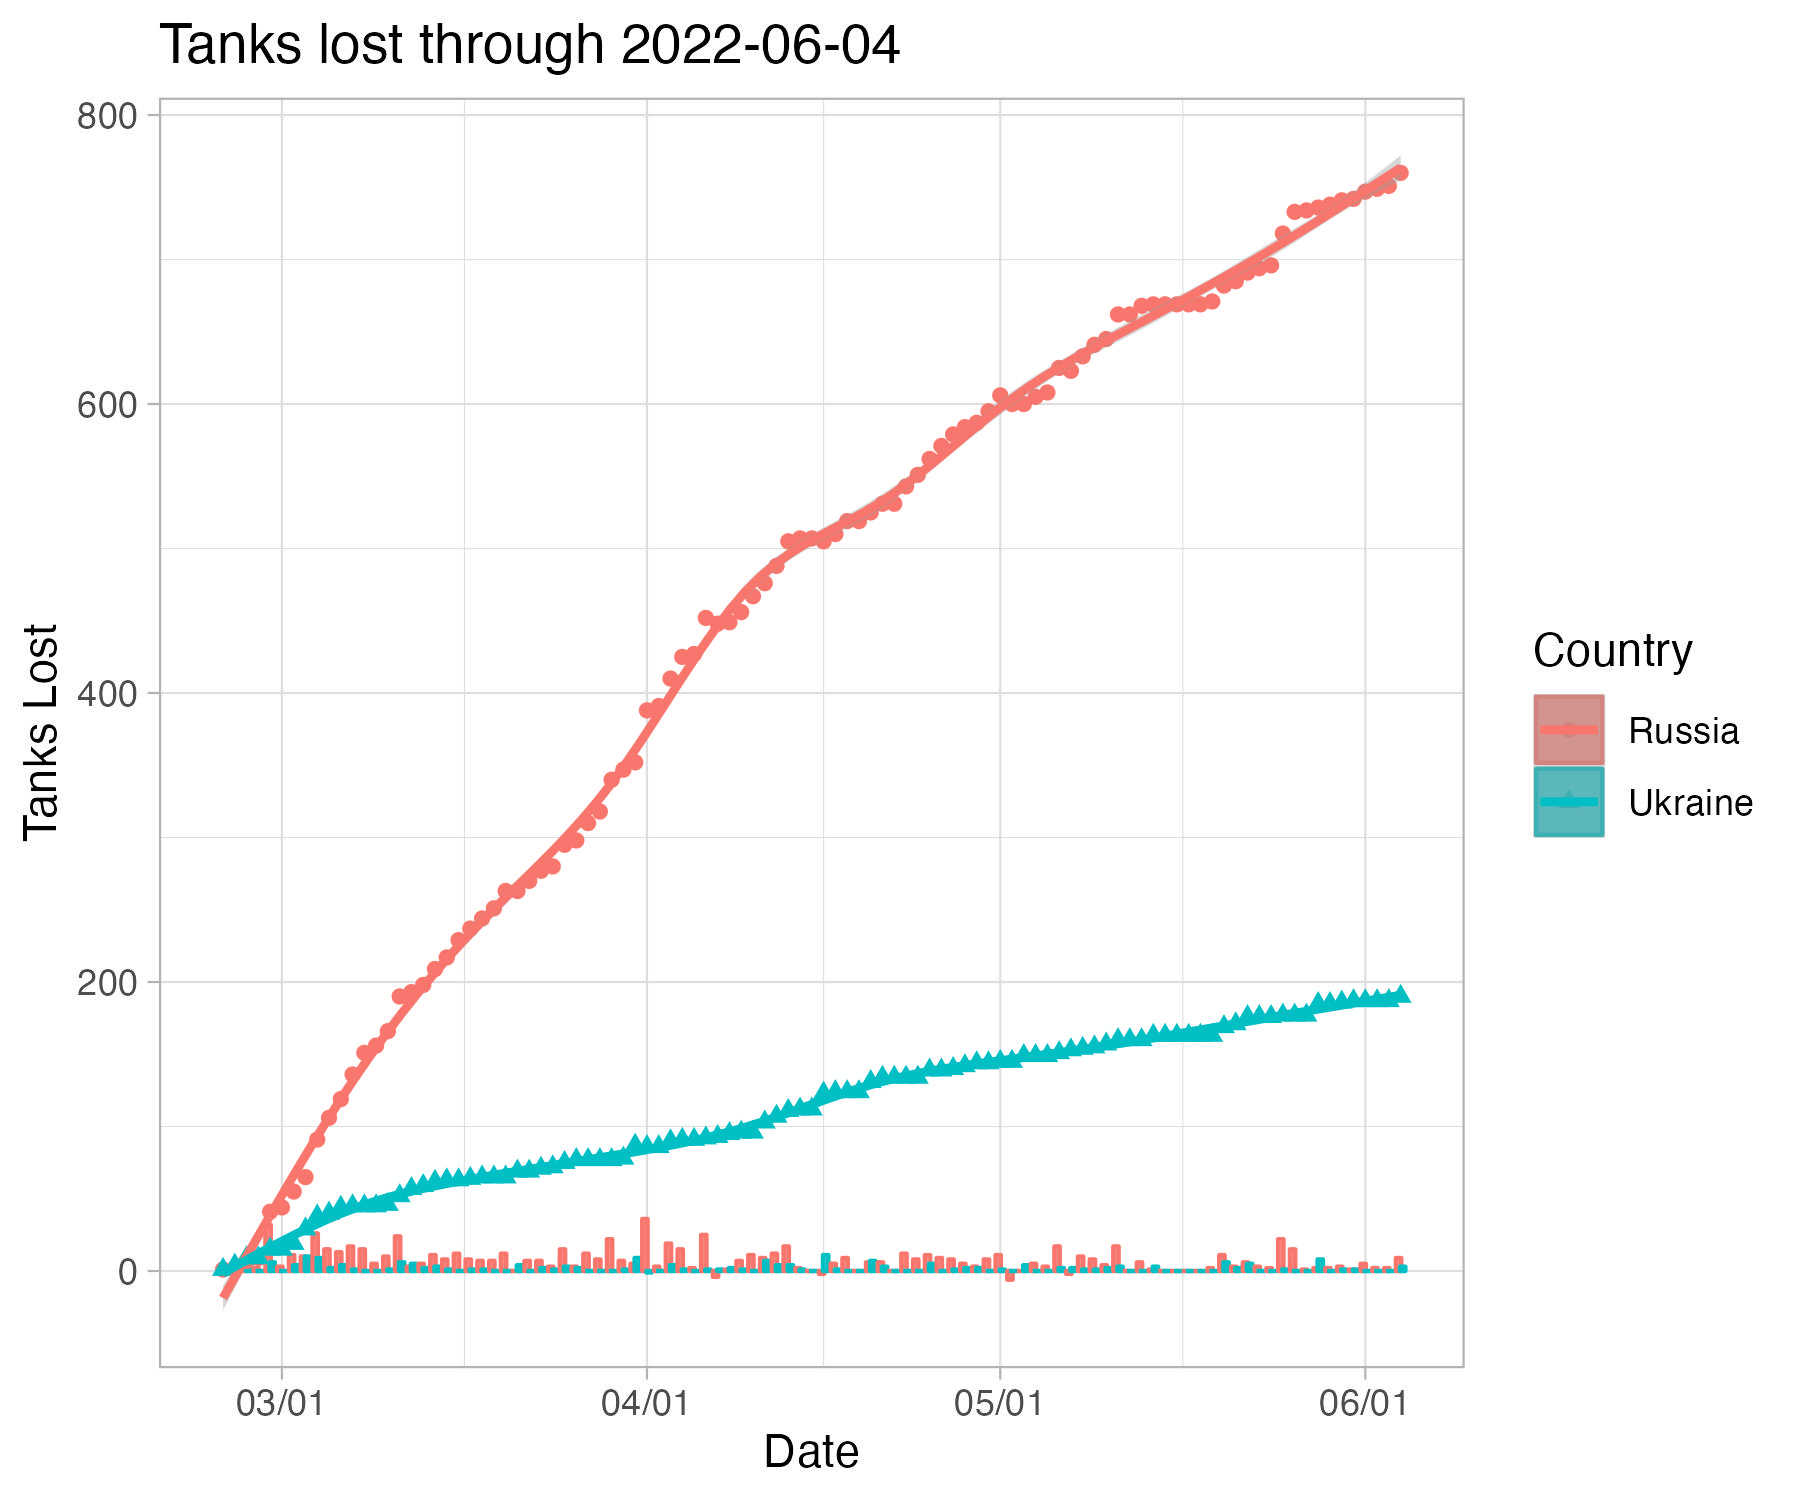 Tanks lost through 2022-06-04
800
600
400
200
0
Tanks Lost
03/01 04/01 05/01 06/01
Date
Country
Russia
Ukraine